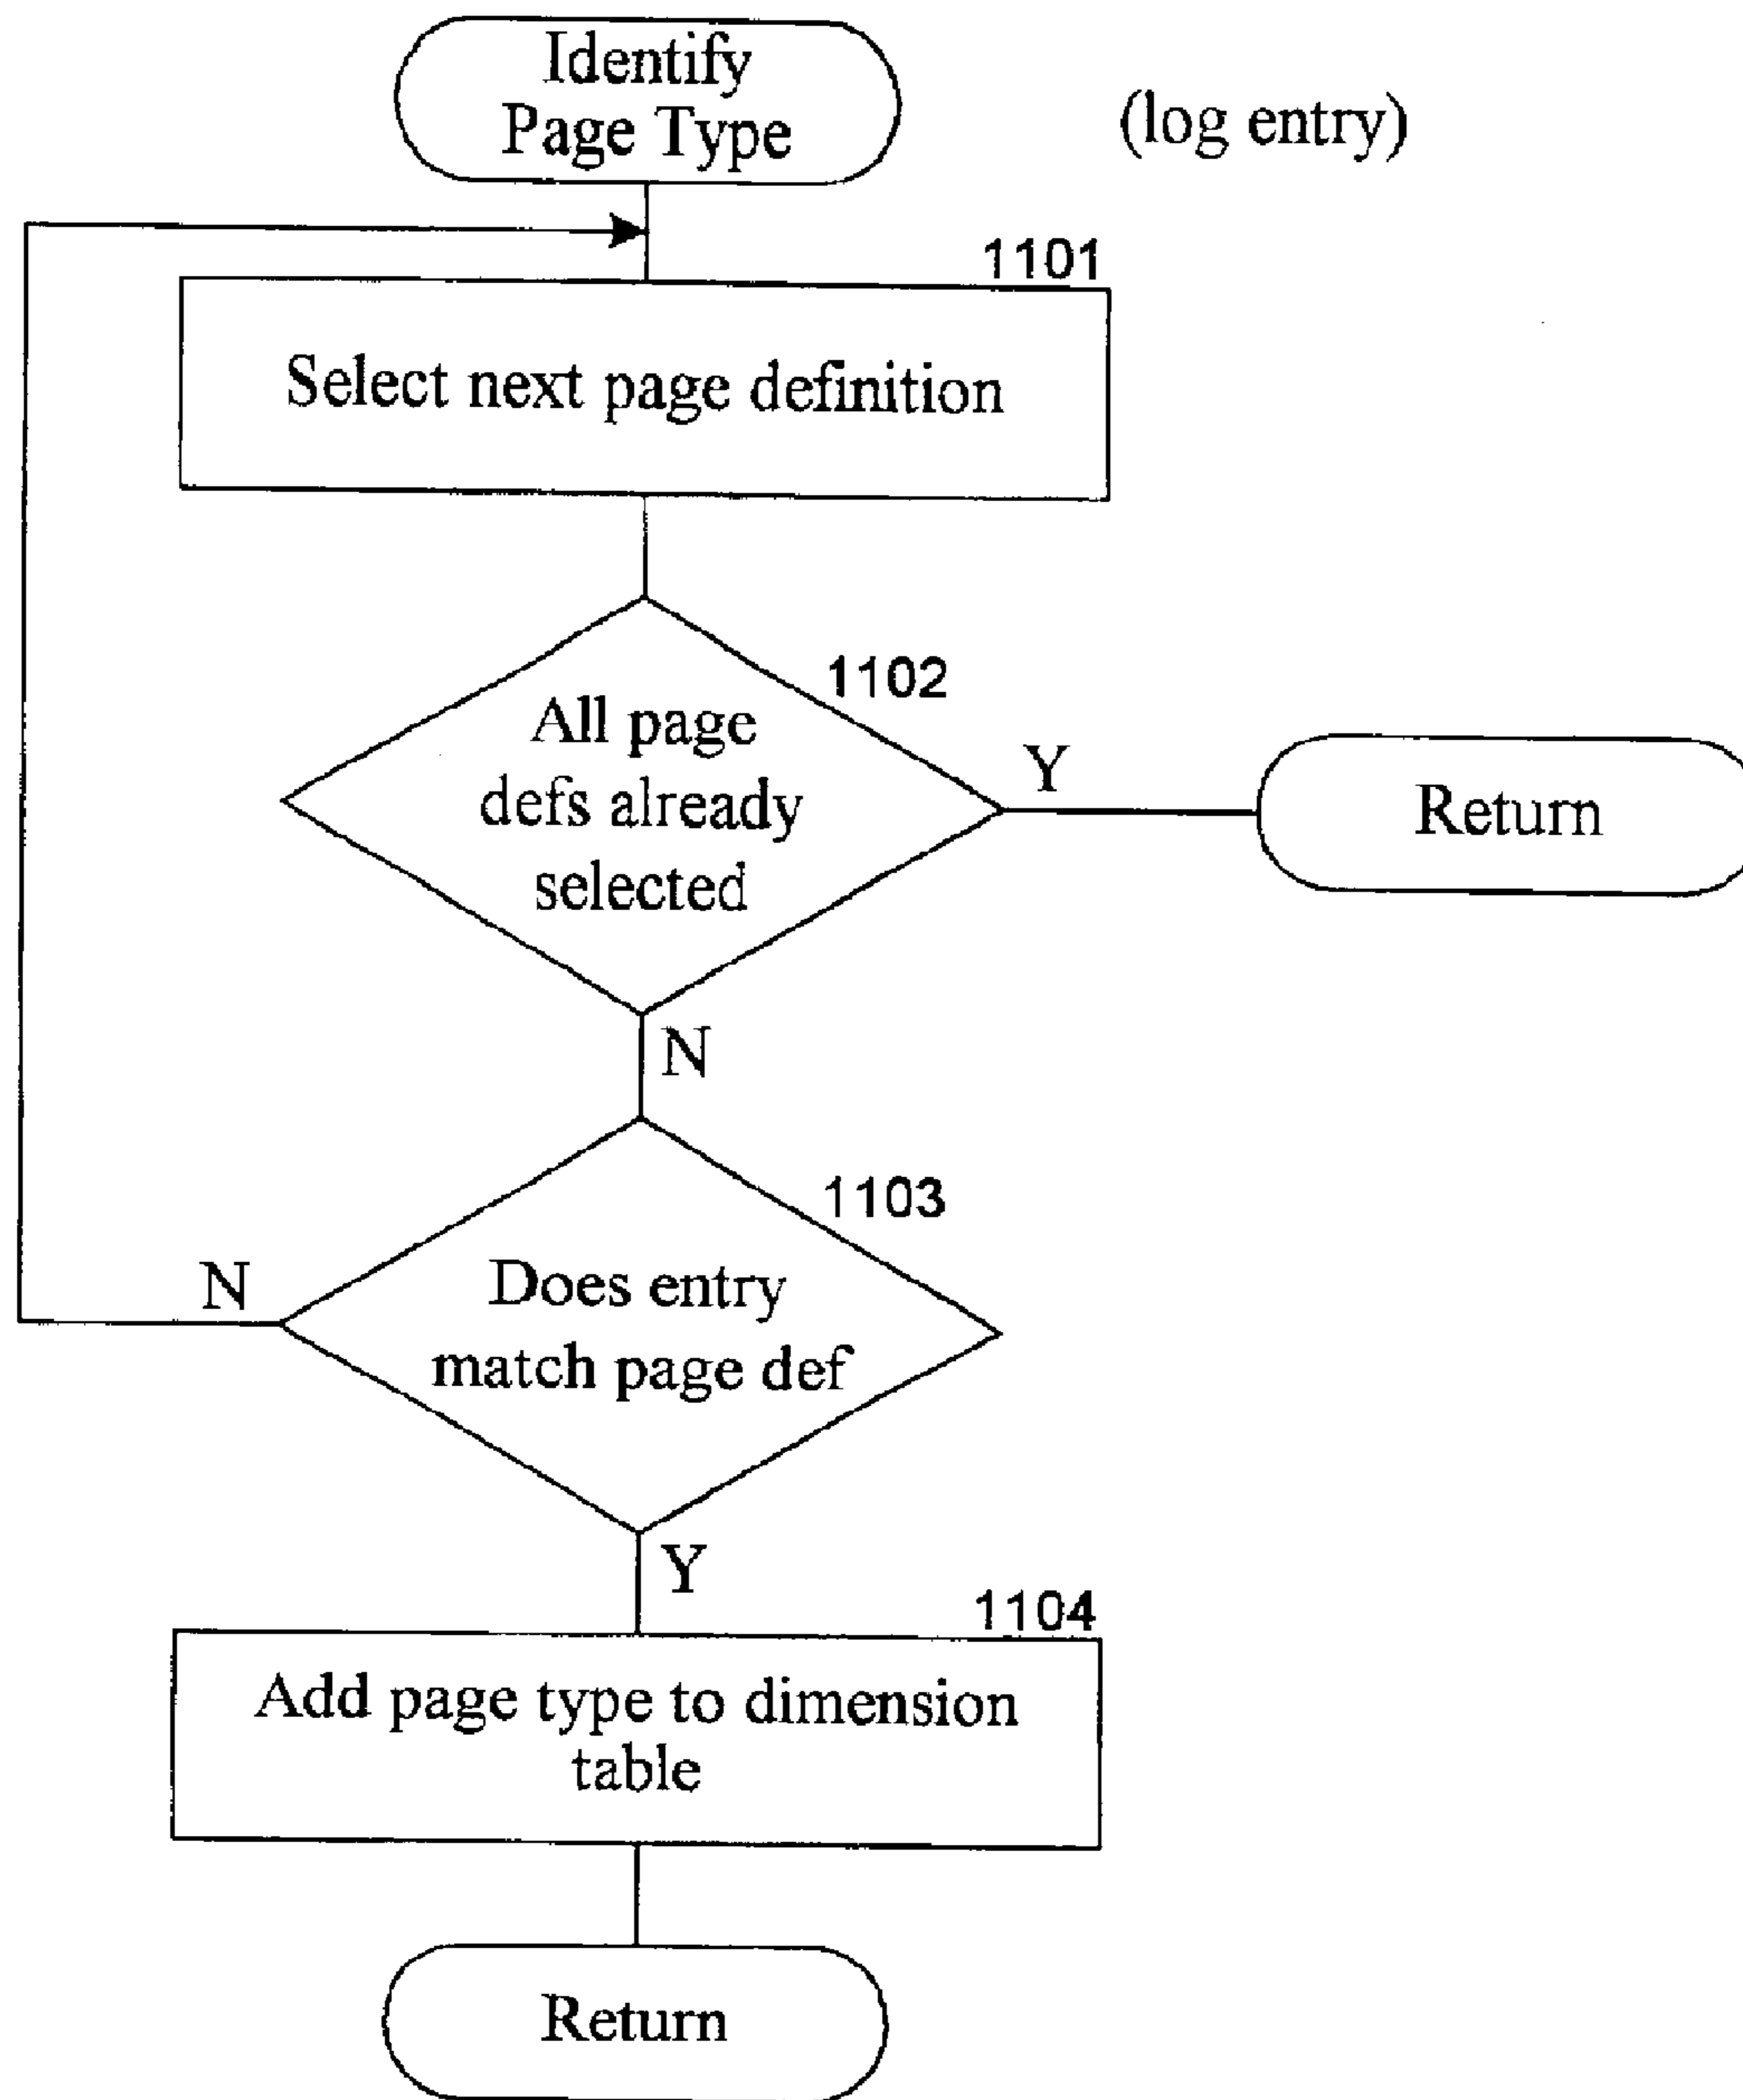 Identify
Page Type
(log entry)
1101
Select next page definition
1102
All page
defs already
selected
Y
Return
N
1103
Does entry
match page def
N
Y
1104
Add page type to dimension
table
Return